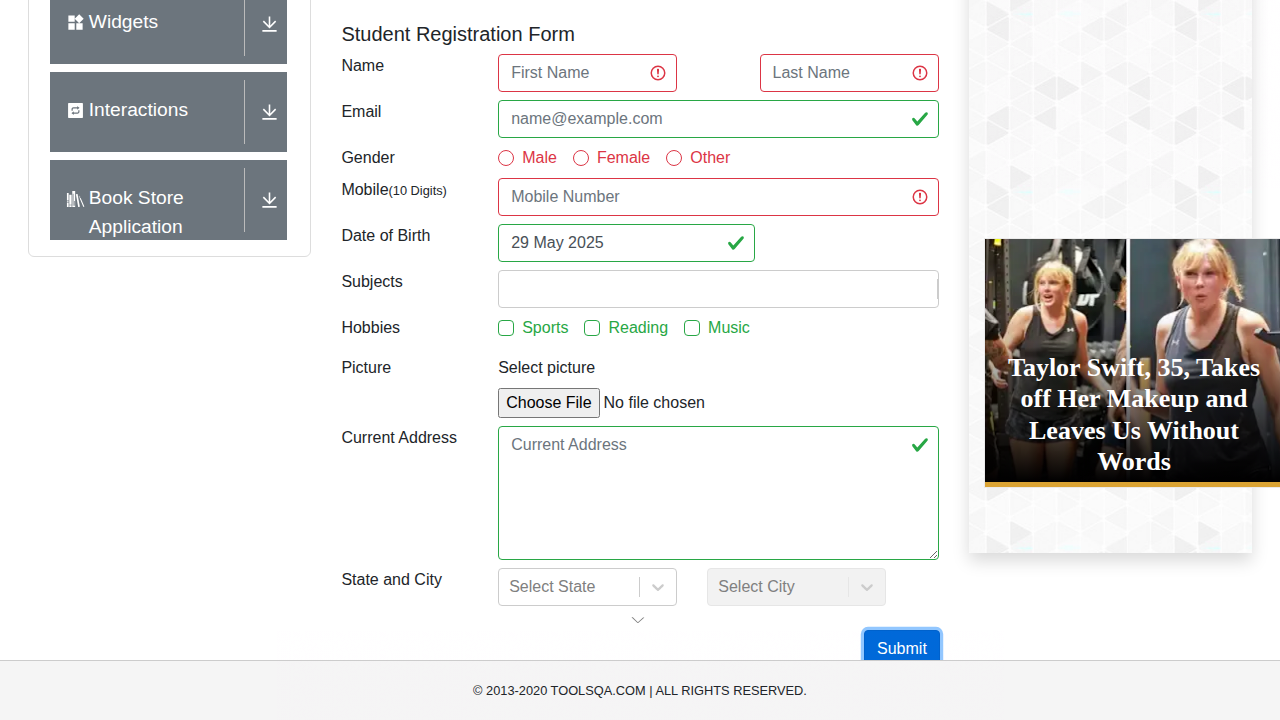 Widgets
Interactions
Book Store
Application
Student Registration Form
Name
First Name
Last Name
Email
name@example.com
Gender
Male
Female
Other
Mobile(10 Digits)
Mobile Number
Date of Birth
29 May 2025
Subjects
Hobbies
Sports
Reading
Music
Picture
Select picture
Choose File No file chosen
Current Address
Current Address
State and City
Select State
Select City
Submit
Taylor Swift, 35, Takes
off Her Makeup and
Leaves Us Without
Words
© 2013-2020 TOOLSQA.COM | ALL RIGHTS RESERVED.